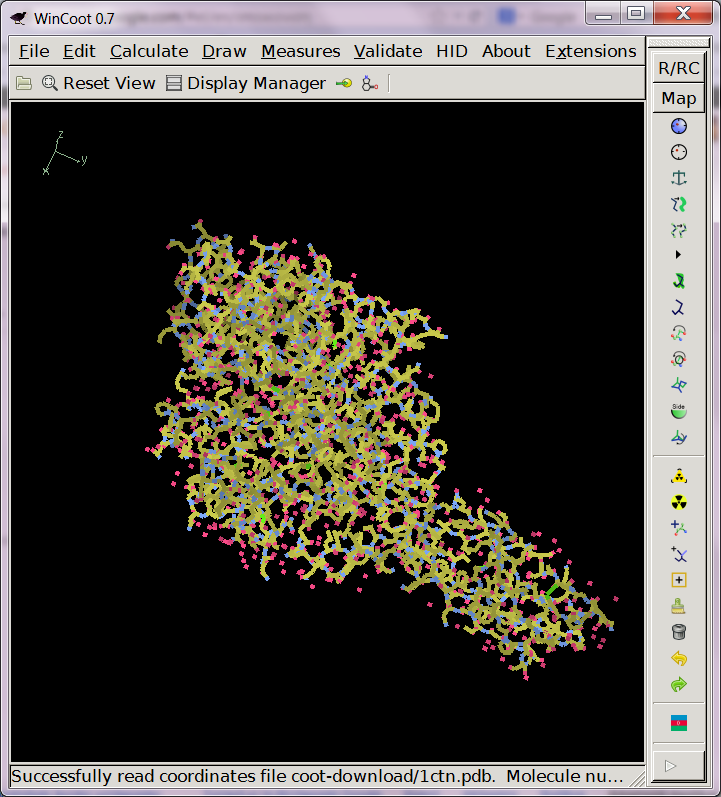 WinCoot 0.7
File Edit Calculate Draw Measures Validate HID About Extensions
Reset View Display Manager
R/RC
Map
z
y
x
Side
Successfully read coordinates file coot-download/1ctn.pdb. Molecule nu...